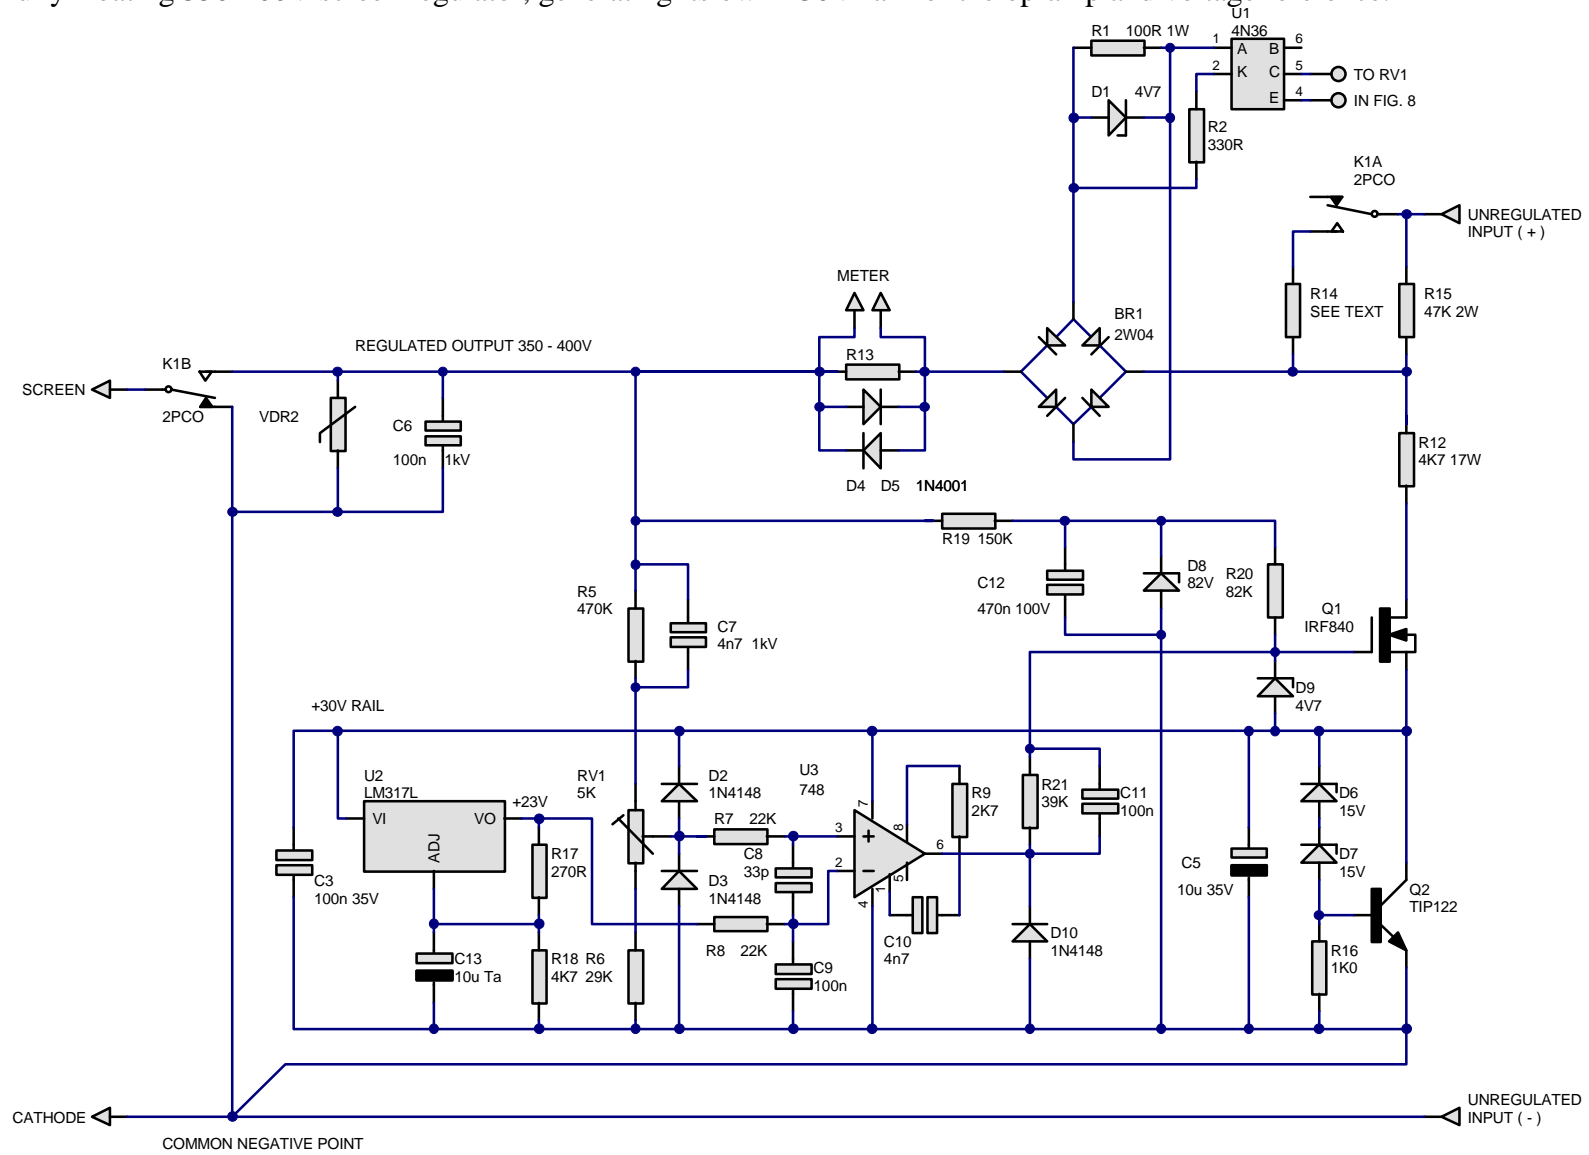 U1
R1 100R 1W
4N36
1 A B 6
2 K C 5 TO RV1
E 4 IN FIG. 8
D1 4V7
R2
330R
K1A
2PCO
UNREGULATED
INPUT ( + )
METER
R14
SEE TEXT
R15
47K 2W
BR1
2W04
REGULATED OUTPUT 350 - 400V
R13
K1B
SCREEN
2PCO
VDR2
C6
100n 1kV
R12
4K7 17W
D4 D5 1N4001
R19 150K
C12
470n 100V
D8
82V
R20
82K
Q1
IRF840
R5
470K
C7
4n7 1kV
D9
4V7
+30V RAIL
U2
LM317L
+23V
VI VO
ADJ
RV1
5K
D2
1N4148
U3
748
R7 22K
C8
33p
D3
1N4148
R8 22K
7
3
2
8
5
1
4
6
R9
2K7
R21
39K
C11
100n
D6
15V
D7
15V
C5
10u 35V
Q2
TIP122
C3
100n 35V
R17
270R
C13
10u Ta
R18
4K7
R6
29K
C9
100n
C10
4n7
D10
1N4148
R16
1K0
CATHODE
UNREGULATED
INPUT ( - )
COMMON NEGATIVE POINT